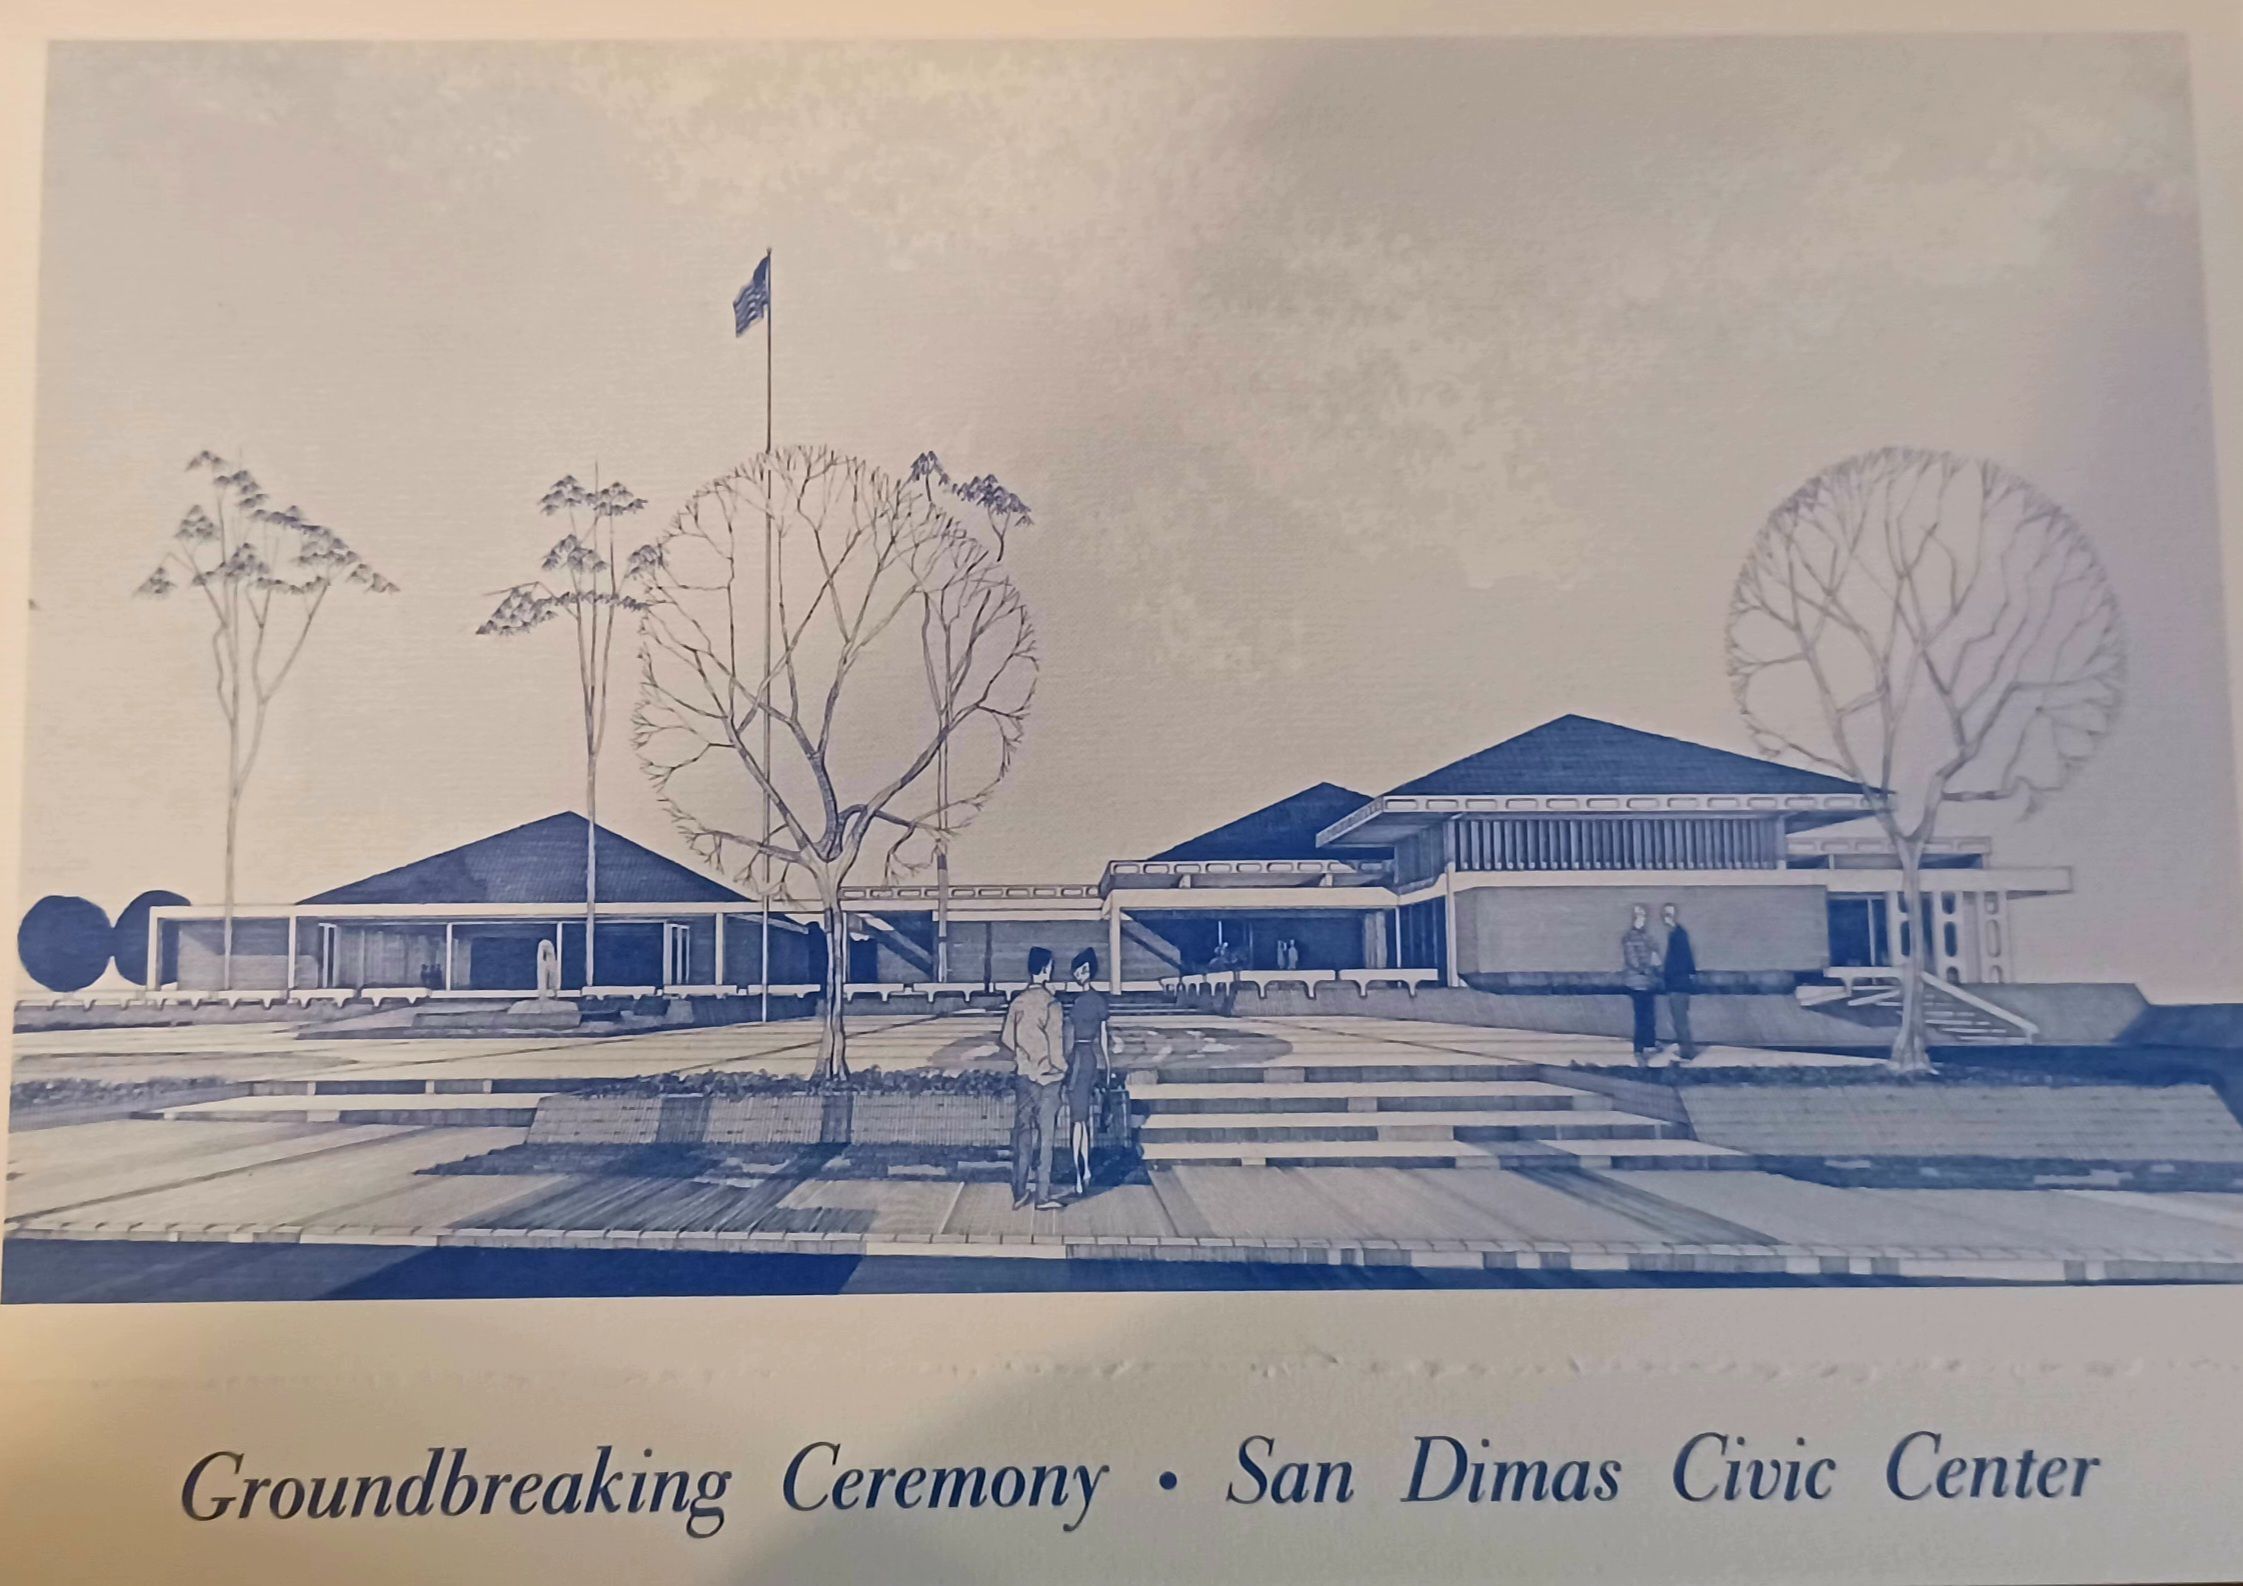 Groundbreaking Ceremony • San Dimas Civic Center